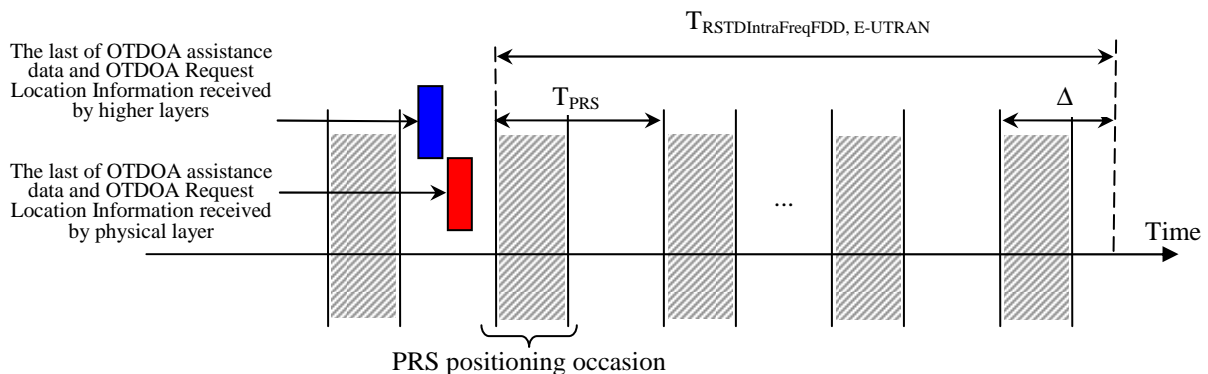 T_RSTDIntraFreqFDD, E-UTRAN
The last of OTDOA assistance
data and OTDOA Request
Location Information received
by higher layers
T_PRS
Δ
The last of OTDOA assistance
data and OTDOA Request
Location Information received
by physical layer
...
Time
PRS positioning occasion